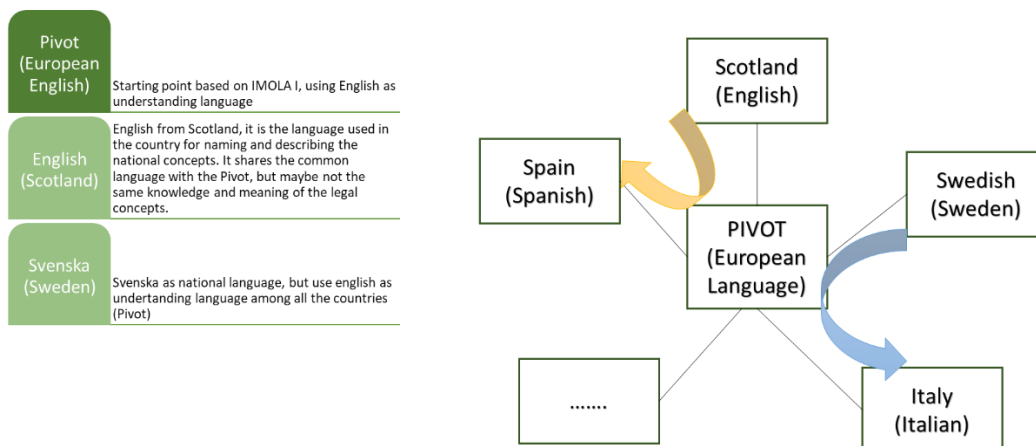 Pivot
(European
English)
Starting point based on IMOLA I, using English as
understanding language
English
(Scotland)
English from Scotland, it is the language used in
the country for naming and describing the
national concepts. It shares the common
language with the Pivot, but maybe not the
same knowledge and meaning of the legal
concepts.
Svenska
(Sweden)
Svenska as national language, but use english as
undertanding language among all the countries
(Pivot)
Scotland
(English)
Spain
(Spanish)
Swedish
(Sweden)
PIVOT
(European
Language)
.......
Italy
(Italian)